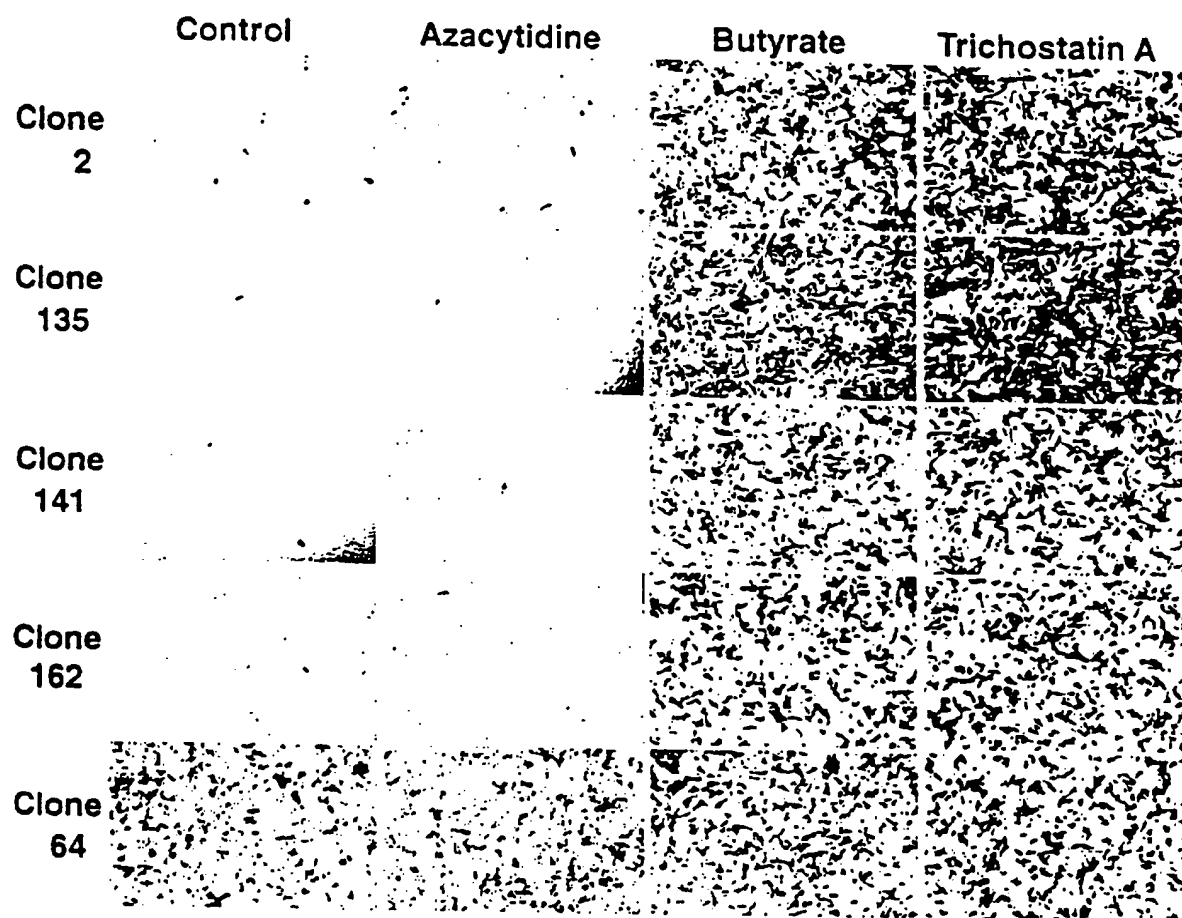 Control Azacytidine Butyrate Trichostatin A
Clone
2
Clone
135
Clone
141
Clone
162
Clone
64